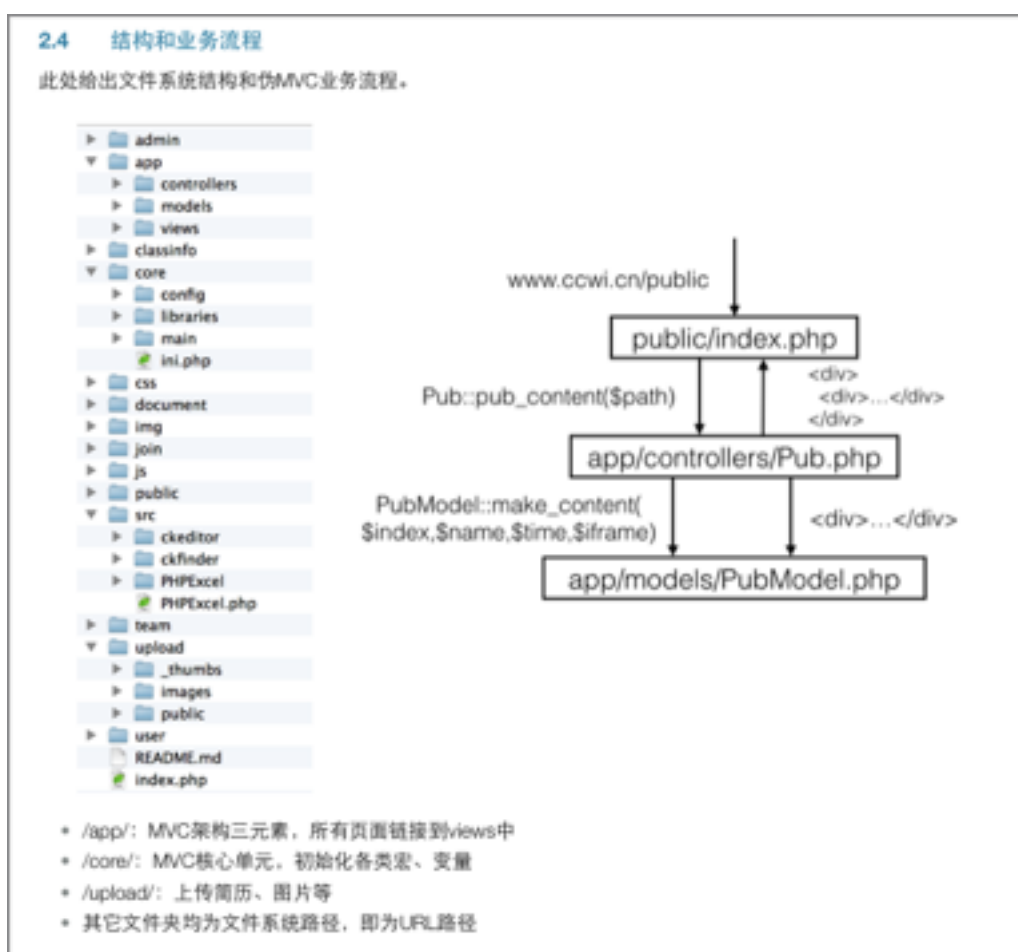 2.4 结构和业务流程
此处给出文件系统结构和伪MVC业务流程。
admin
app
controllers
models
views
classinfo
core
config
libraries
main
ini.php
css
document
img
join
js
public
src
ckeditor
ckfinder
PHPExcel
PHPExcel.php
team
upload
_thumbs
images
public
user
README.md
index.php
www.ccwi.cn/public
public/index.php
Pub::pub_content($path)
<div>
<div>...</div>
</div>
app/controllers/Pub.php
PubModel::make_content(
$index,$name,$time,$iframe)
<div>...</div>
app/models/PubModel.php
• /app/：MVC架构三元素，所有页面链接到views中
• /core/：MVC核心单元，初始化各类宏、变量
• /upload/：上传简历、图片等
• 其它文件夹均为文件系统路径，即为URL路径